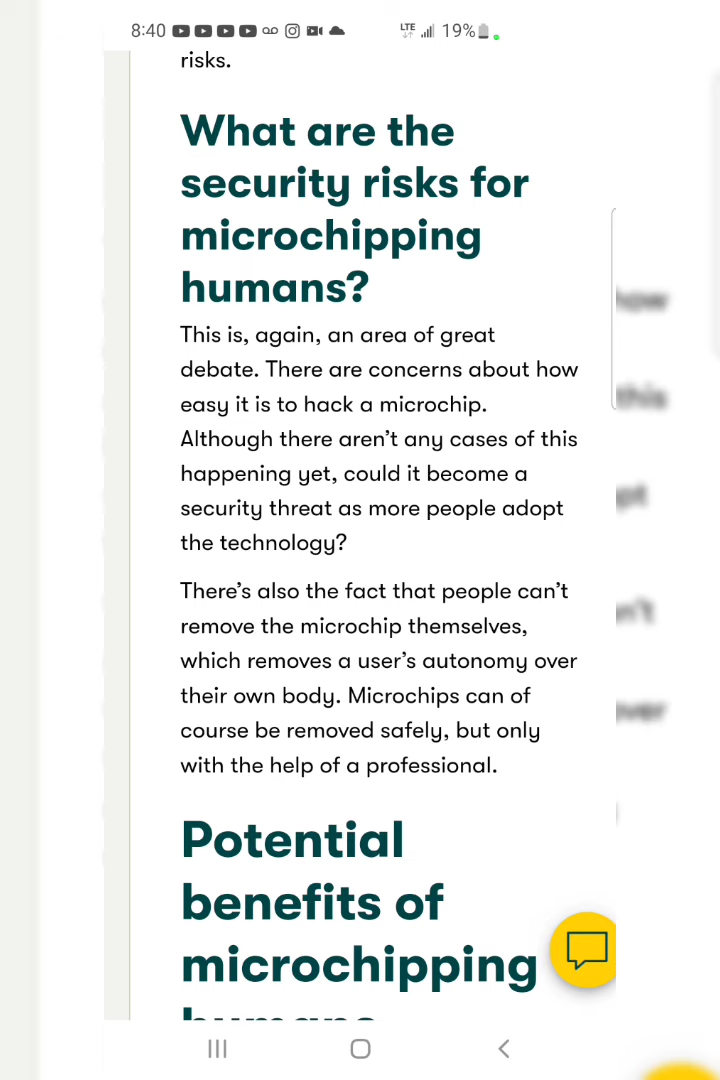 8:40 LTE 19%
risks.
What are the
security risks for
microchipping
humans?
This is, again, an area of great
debate. There are concerns about how
easy it is to hack a microchip.
Although there aren't any cases of this
happening yet, could it become a
security threat as more people adopt
the technology?
There's also the fact that people can't
remove the microchip themselves,
which removes a user's autonomy over
their own body. Microchips can of
course be removed safely, but only
with the help of a professional.
Potential
benefits of
microchipping
how
this